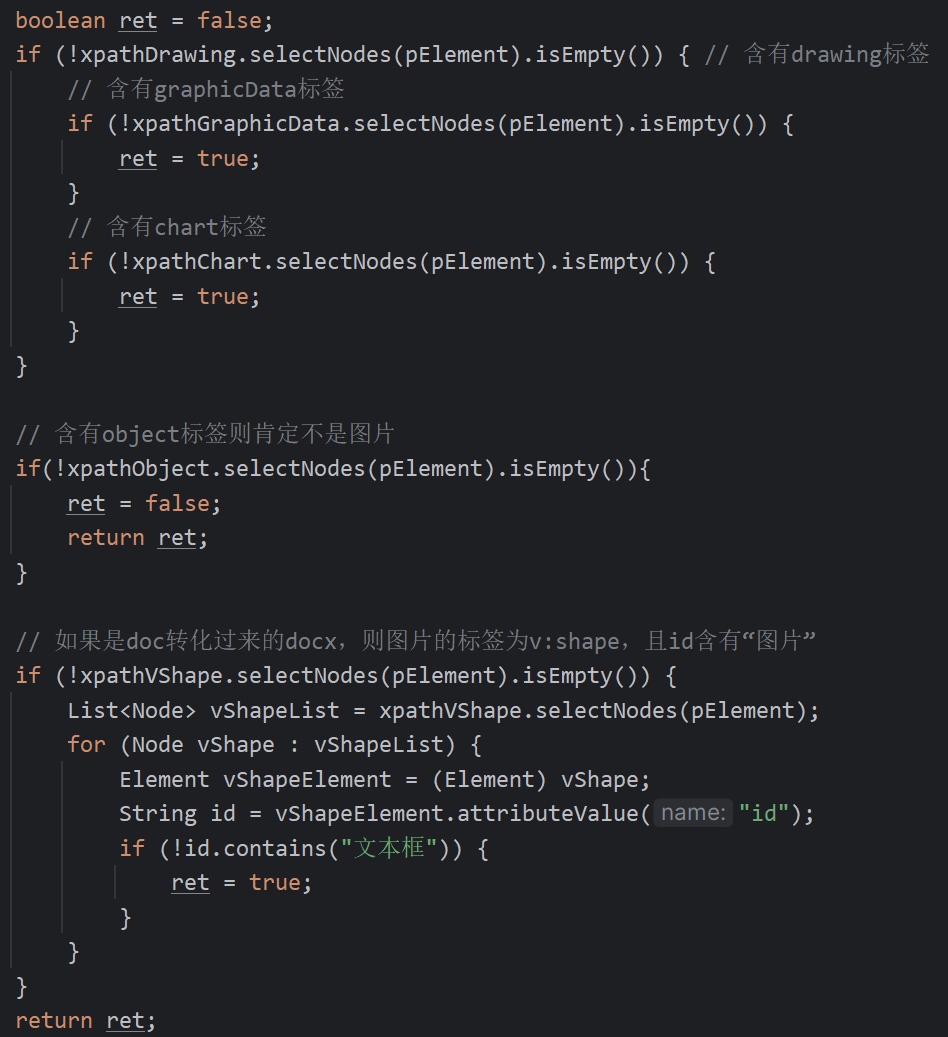 boolean ret = false;
if (!xpathDrawing.selectNodes(pElement).isEmpty()) { // 含有drawing标签
    // 含有graphicData标签
    if (!xpathGraphicData.selectNodes(pElement).isEmpty()) {
        ret = true;
    }
    // 含有chart标签
    if (!xpathChart.selectNodes(pElement).isEmpty()) {
        ret = true;
    }
}

// 含有object标签则肯定不是图片
if(!xpathObject.selectNodes(pElement).isEmpty()){
    ret = false;
    return ret;
}

// 如果是doc转化过来的docx，则图片的标签为v:shape，且id含有“图片”
if (!xpathVShape.selectNodes(pElement).isEmpty()) {
    List<Node> vShapeList = xpathVShape.selectNodes(pElement);
    for (Node vShape : vShapeList) {
        Element vShapeElement = (Element) vShape;
        String id = vShapeElement.attributeValue( name: "id");
        if (!id.contains("文本框")) {
            ret = true;
        }
    }
}
return ret;